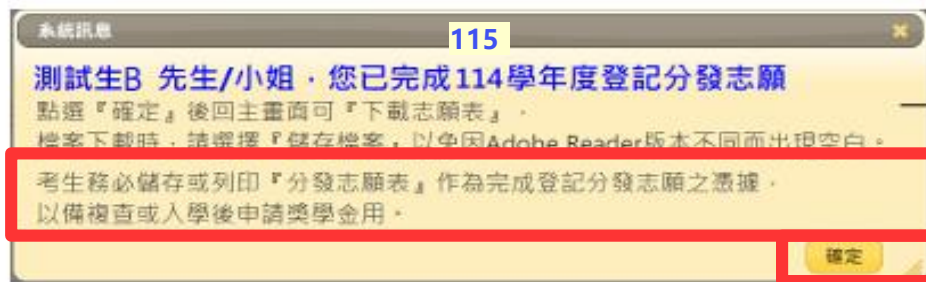 系統訊息
115
測試生B 先生/小姐，您已完成114學年度登記分發志願
點選『確定』後回主畫面可『下載志願表』，
檔案下載時，請選擇『儲存檔案』以免因Adobe Reader版本不同而出現空白。
考生務必儲存或列印『分發志願表』作為完成登記分發志願之憑據，
以備複查或入學後申請獎學金用。
確定